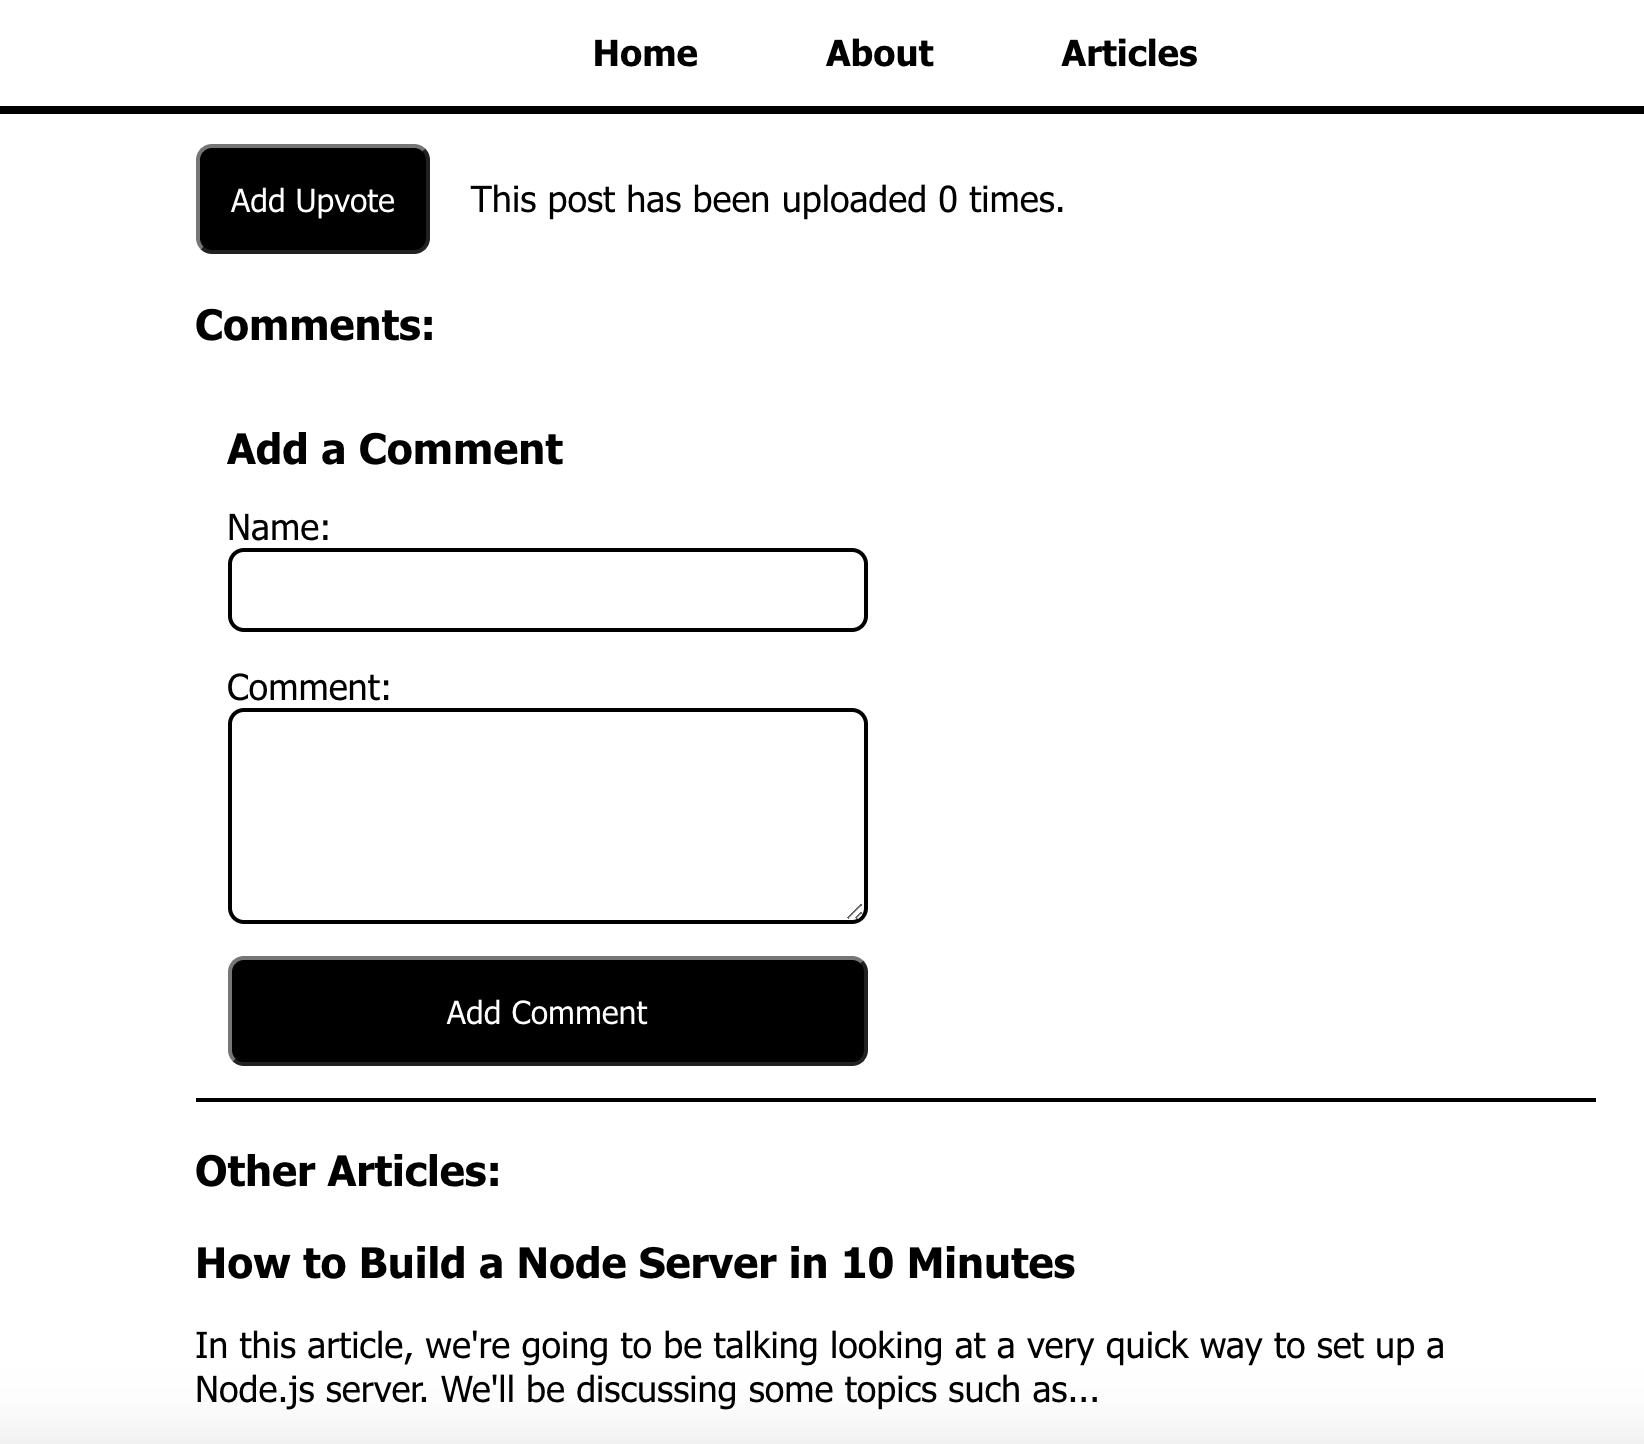 Home About Articles
Add Upvote This post has been uploaded 0 times.
Comments:
Add a Comment
Name:
Comment:
Add Comment
Other Articles:
How to Build a Node Server in 10 Minutes
In this article, we're going to be talking looking at a very quick way to set up a
Node.js server. We'll be discussing some topics such as...